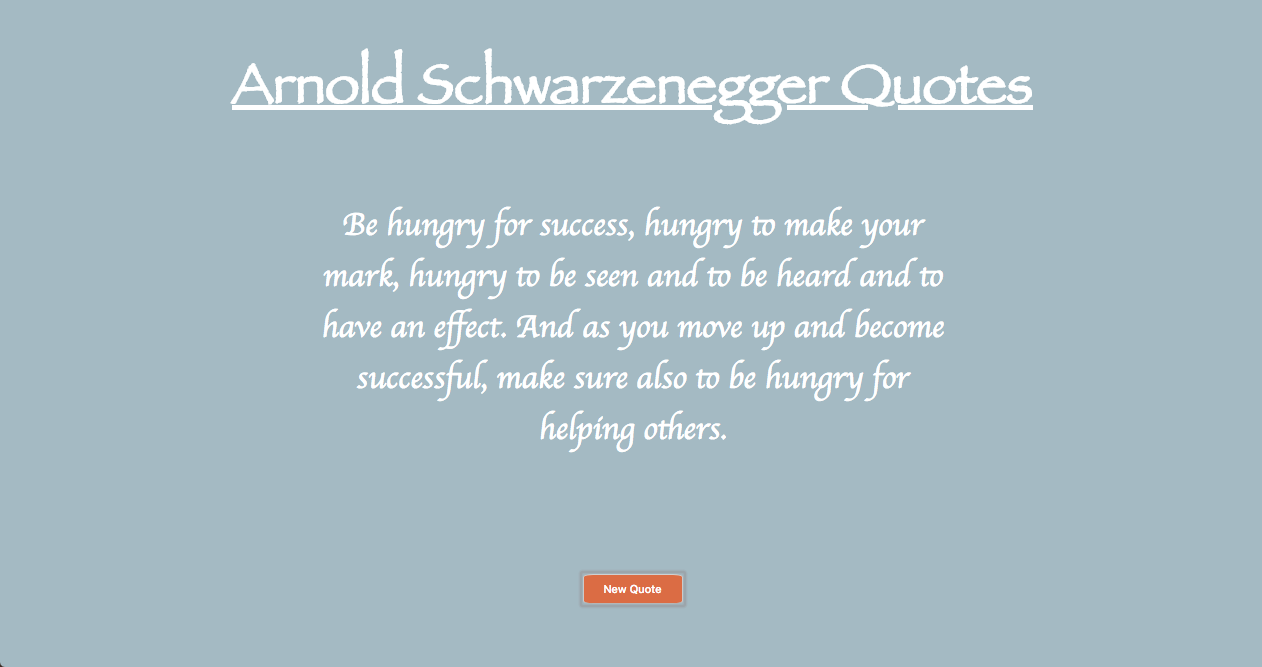 Arnold Schwarzenegger Quotes
Be hungry for success, hungry to make your
mark, hungry to be seen and to be heard and to
have an effect. And as you move up and become
successful, make sure also to be hungry for
helping others.
New Quote